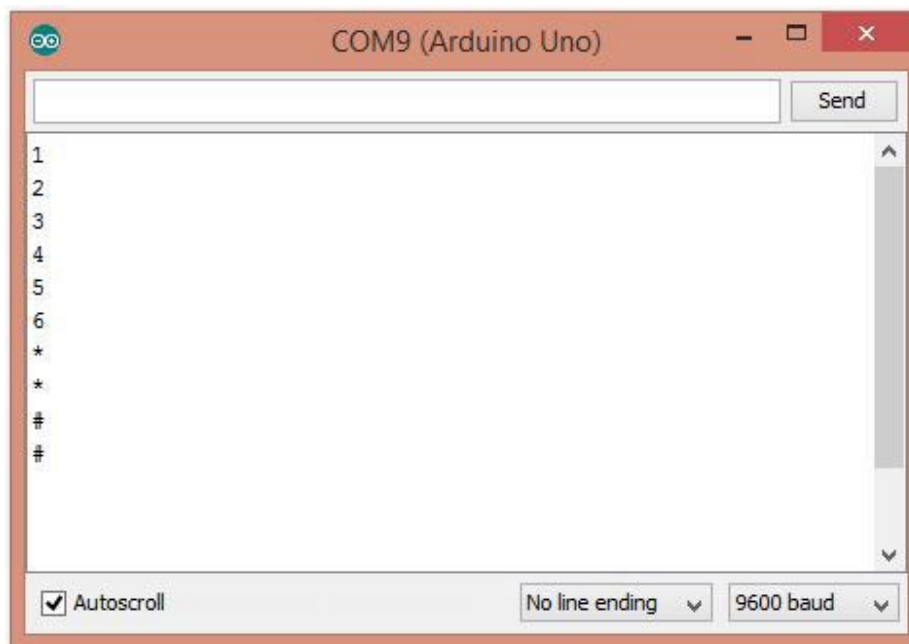 COM9 (Arduino Uno)
Send
1
2
3
4
5
6
*
*
#
#
Autoscroll
No line ending
9600 baud